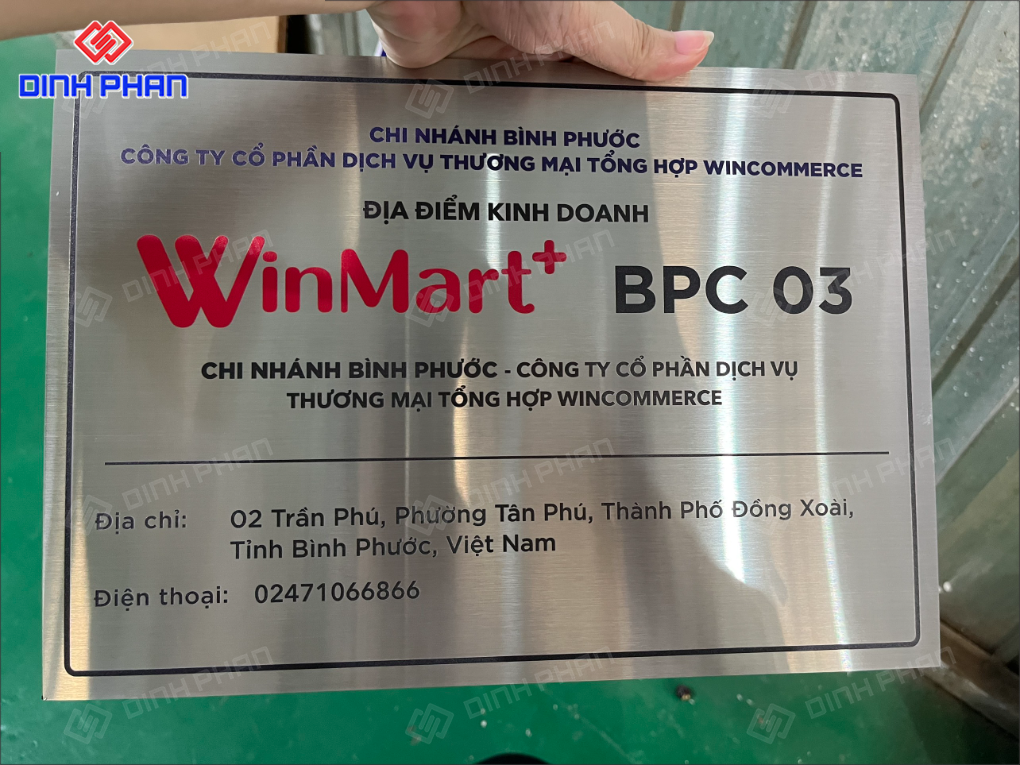 DINH PHAN
CHI NHÁNH BÌNH PHƯỚC
CÔNG TY CỔ PHẦN DỊCH VỤ THƯƠNG MẠI TỔNG HỢP WINCOMMERCE
ĐỊA ĐIỂM KINH DOANH
WinMart+ BPC 03
CHI NHÁNH BÌNH PHƯỚC - CÔNG TY CỔ PHẦN DỊCH VỤ
THƯƠNG MẠI TỔNG HỢP WINCOMMERCE
Địa chỉ: 02 Trần Phú, Phường Tân Phú, Thành Phố Đồng Xoài,
Tỉnh Bình Phước, Việt Nam
Điện thoại: 02471066866